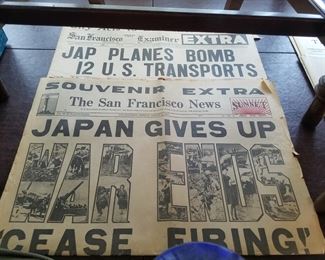 San Francisco Examiner EXTRA
JAP PLANES BOMB
12 U.S. TRANSPORTS
SOUVENIR EXTRA
The San Francisco News
SUNSET
JAPAN GIVES UP
WAR ENDS
'CEASE FIRING!'